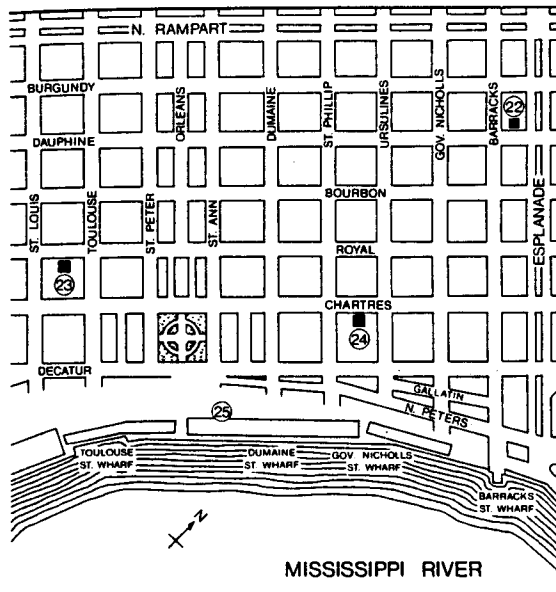 N. RAMPART
BURGUNDY
22
ORLEANS
DUMAINE
ST. PHILLIP
URSULINES
GOV. NICHOLLS
BARRACKS
DAUPHINE
BOURBON
ST. LOUIS
TOULOUSE
ST. PETER
ST. ANN
ESPLANADE
ROYAL
23
CHARTRES
24
DECATUR
GALLATIN
N. PETERS
25
TOULOUSE
ST. WHARF
DUMAINE
ST. WHARF
GOV. NICHOLLS
ST. WHARF
BARRACKS
ST. WHARF
N
MISSISSIPPI RIVER